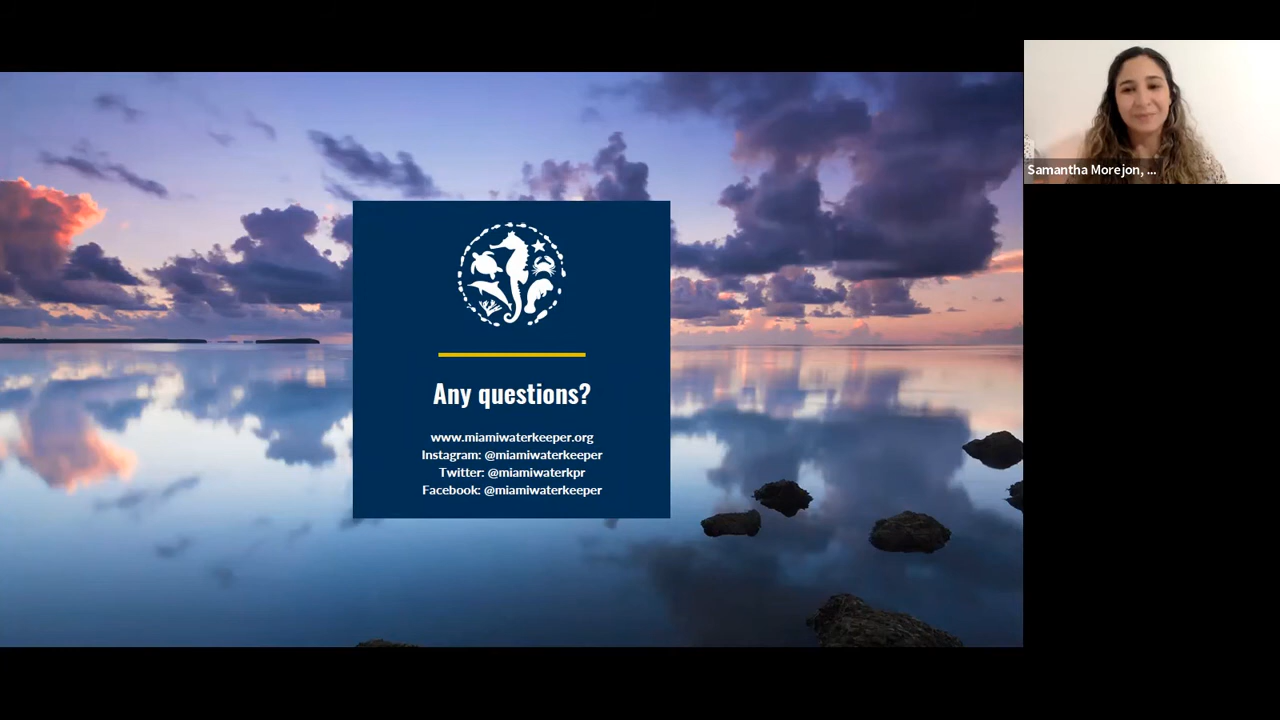 Samantha Morejon, ...
Any questions?
www.miamiwaterkeeper.org
Instagram: @miamiwaterkeeper
Twitter: @miamiwaterkpr
Facebook: @miamiwaterkeeper